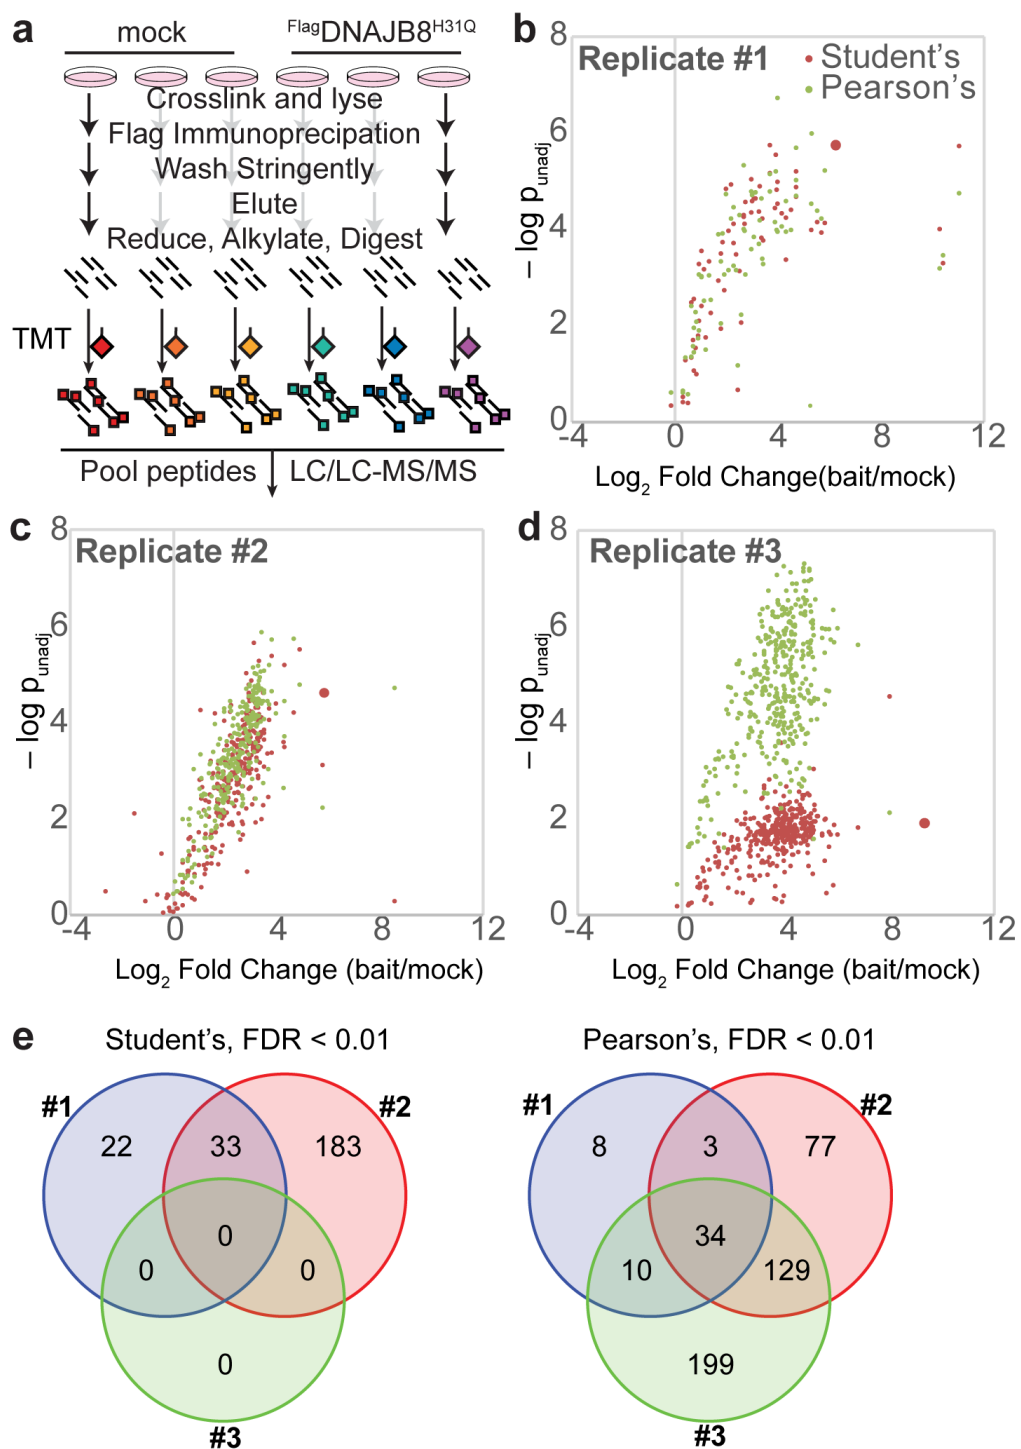 a
mock
FlagDNAJB8H31Q
Crosslink and lyse
Flag Immunoprecipation
Wash Stringently
Elute
Reduce, Alkylate, Digest
TMT
Pool peptides
LC/LC-MS/MS
b
Replicate #1
Student's
Pearson's
8
6
4
2
0
-4 0 4 8 12
– log punadj
Log2 Fold Change(bait/mock)
c
Replicate #2
8
6
4
2
0
-4 0 4 8 12
– log punadj
Log2 Fold Change (bait/mock)
d
Replicate #3
8
6
4
2
0
-4 0 4 8 12
– log punadj
Log2 Fold Change (bait/mock)
e
Student's, FDR < 0.01
#1
#2
22 33 183
0
0 0
0
#3
Pearson's, FDR < 0.01
#1
#2
8 3 77
34
10 129
199
#3